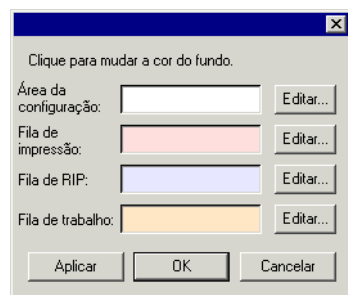 Clique para mudar a cor do fundo.
Área da
configuração:
Editar...
Fila de
impressão:
Editar...
Fila de RIP:
Editar...
Fila de trabalho:
Editar...
Aplicar
OK
Cancelar